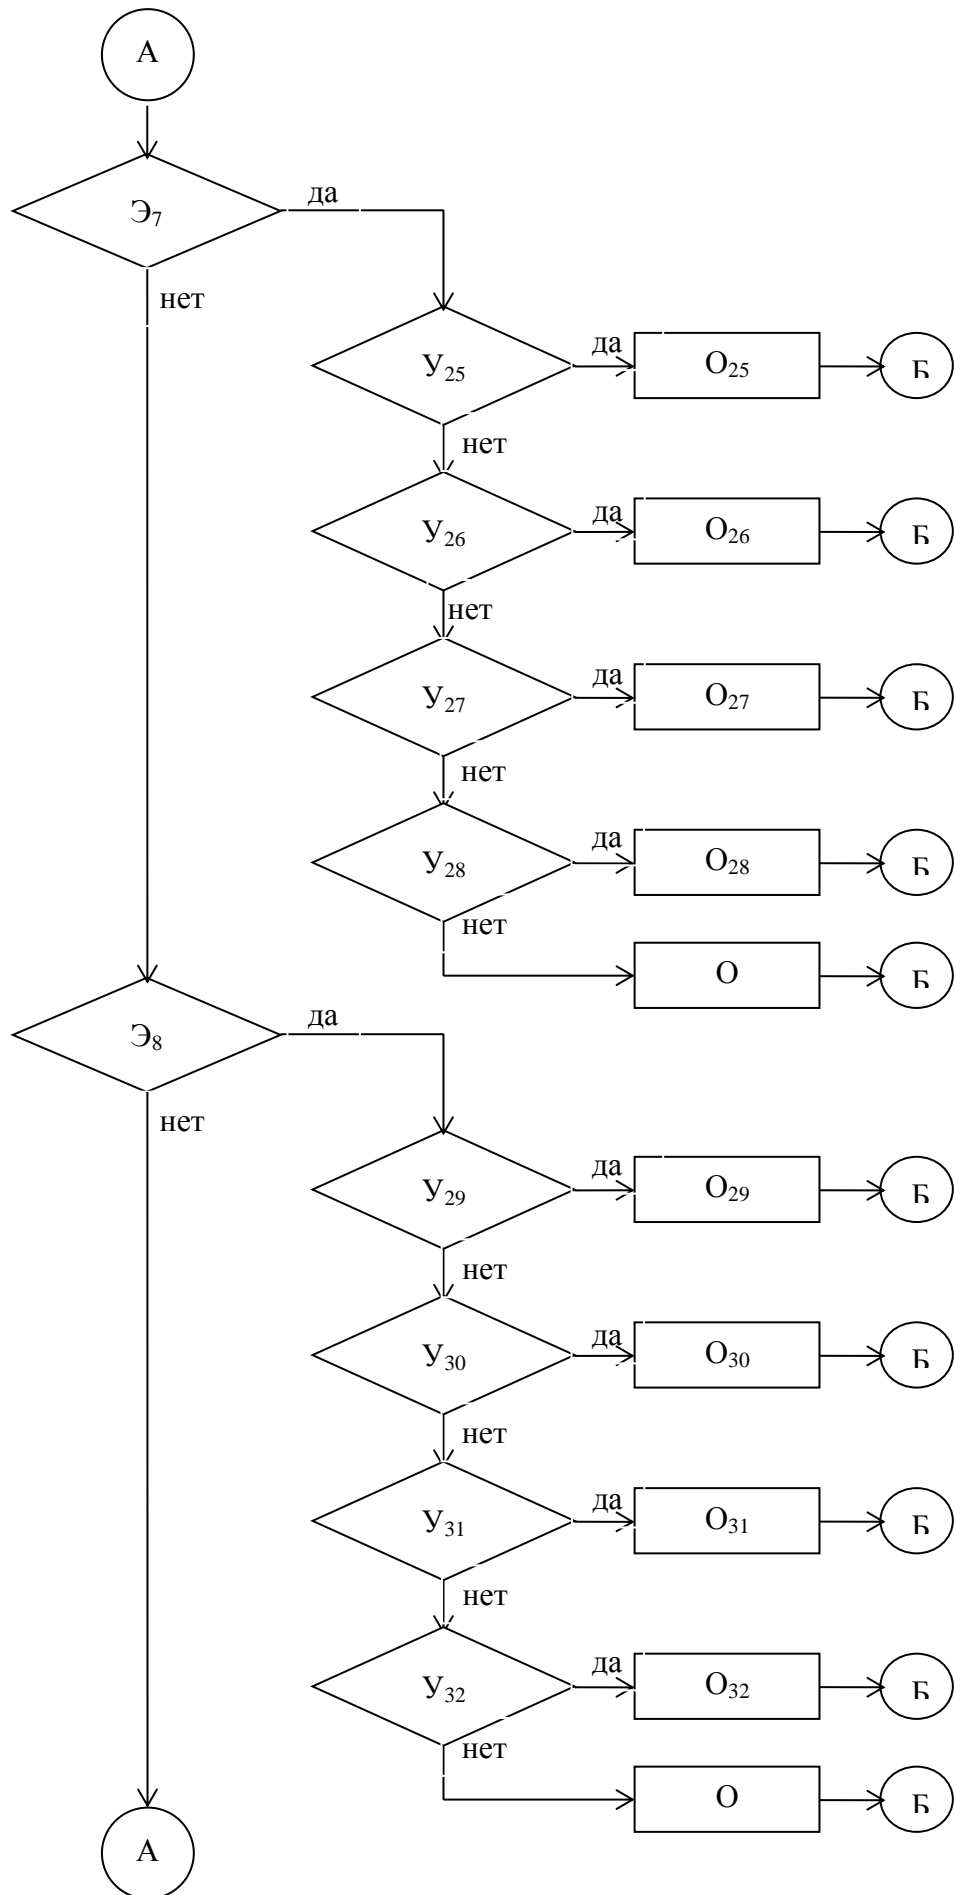 А
да
Э7
нет
да
У25
О25
Б
нет
да
У26
О26
Б
нет
да
У27
О27
Б
нет
да
У28
О28
Б
нет
О
Б
да
Э8
нет
да
У29
О29
Б
нет
да
У30
О30
Б
нет
да
У31
О31
Б
нет
да
У32
О32
Б
нет
О
Б
А